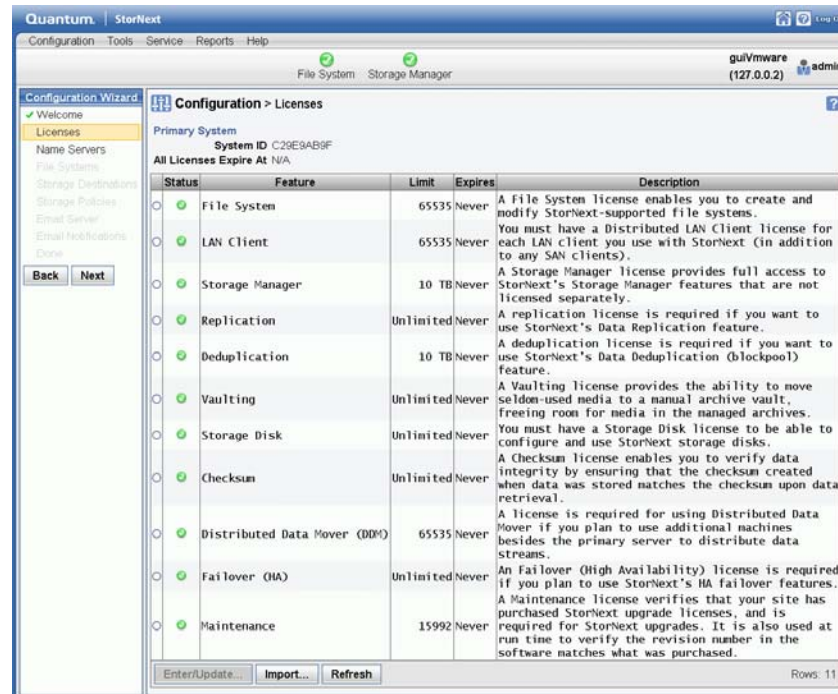 Quantum. StorNext
Configuration Tools Service Reports Help
File System Storage Manager
guiVmware
(127.0.0.2)
Configuration Wizard
Welcome
Licenses
Name Servers
File Systems
Storage Destinations
Storage Policies
Email Server
Email Notifications
Done
Back Next
Configuration > Licenses
Primary System
System ID C29E9AB9F
All Licenses Expire At N/A
Status Feature Limit Expires Description
File System 65535 Never A File System license enables you to create and
modify StorNext-supported file systems.
LAN Client 65535 Never You must have a Distributed LAN Client license for
each LAN client you use with StorNext (in addition
to any SAN clients).
Storage Manager 10 TB Never A Storage Manager license provides full access to
StorNext's Storage Manager features that are not
licensed separately.
Replication Unlimited Never A replication license is required if you want to
use StorNext's Data Replication feature.
Deduplication 10 TB Never A deduplication license is required if you want to
use StorNext's Data Deduplication (blockpool)
feature.
Vaulting Unlimited Never A Vaulting license provides the ability to move
seldom-used media to a manual archive vault,
freeing room for media in the managed archives.
Storage Disk Unlimited Never You must have a Storage Disk license to be able to
configure and use StorNext storage disks.
Checksum Unlimited Never A Checksum license enables you to verify data
integrity by ensuring that the checksum created
when data was stored matches the checksum upon data
retrieval.
Distributed Data Mover (DDM) 65535 Never A license is required for using Distributed Data
Mover if you plan to use additional machines
besides the primary server to distribute data
streams.
Failover (HA) Unlimited Never An Failover (High Availability) license is required
if you plan to use StorNext's HA failover features.
Maintenance 15992 Never A Maintenance license verifies that your site has
purchased StorNext upgrade licenses, and is
required for StorNext upgrades. It is also used at
run time to verify the revision number in the
software matches what was purchased.
Enter/Update... Import... Refresh Rows: 11